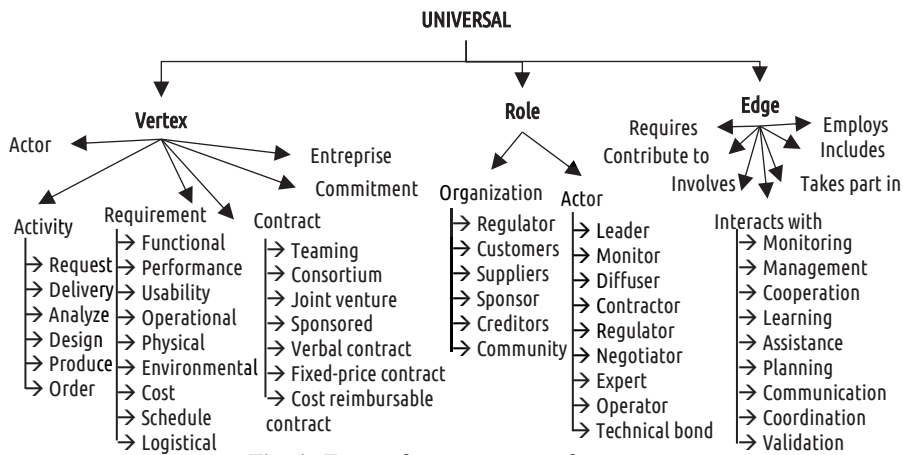 UNIVERSAL
Vertex
Role
Edge
Actor
Entreprise
Commitment
Activity
→ Request
→ Delivery
→ Analyze
→ Design
→ Produce
→ Order
Requirement
→ Functional
→ Performance
→ Usability
→ Operational
→ Physical
→ Environmental
→ Cost
→ Schedule
→ Logistical
Contract
→ Teaming
→ Consortium
→ Joint venture
→ Sponsored
→ Verbal contract
→ Fixed-price contract
→ Cost reimbursable
contract
Organization
→ Regulator
→ Customers
→ Suppliers
→ Sponsor
→ Creditors
→ Community
Actor
→ Leader
→ Monitor
→ Diffuser
→ Contractor
→ Regulator
→ Negotiator
→ Expert
→ Operator
→ Technical bond
Requires
Contribute to
Involves
Employs
Includes
Takes part in
Interacts with
→ Monitoring
→ Management
→ Cooperation
→ Learning
→ Assistance
→ Planning
→ Communication
→ Coordination
→ Validation